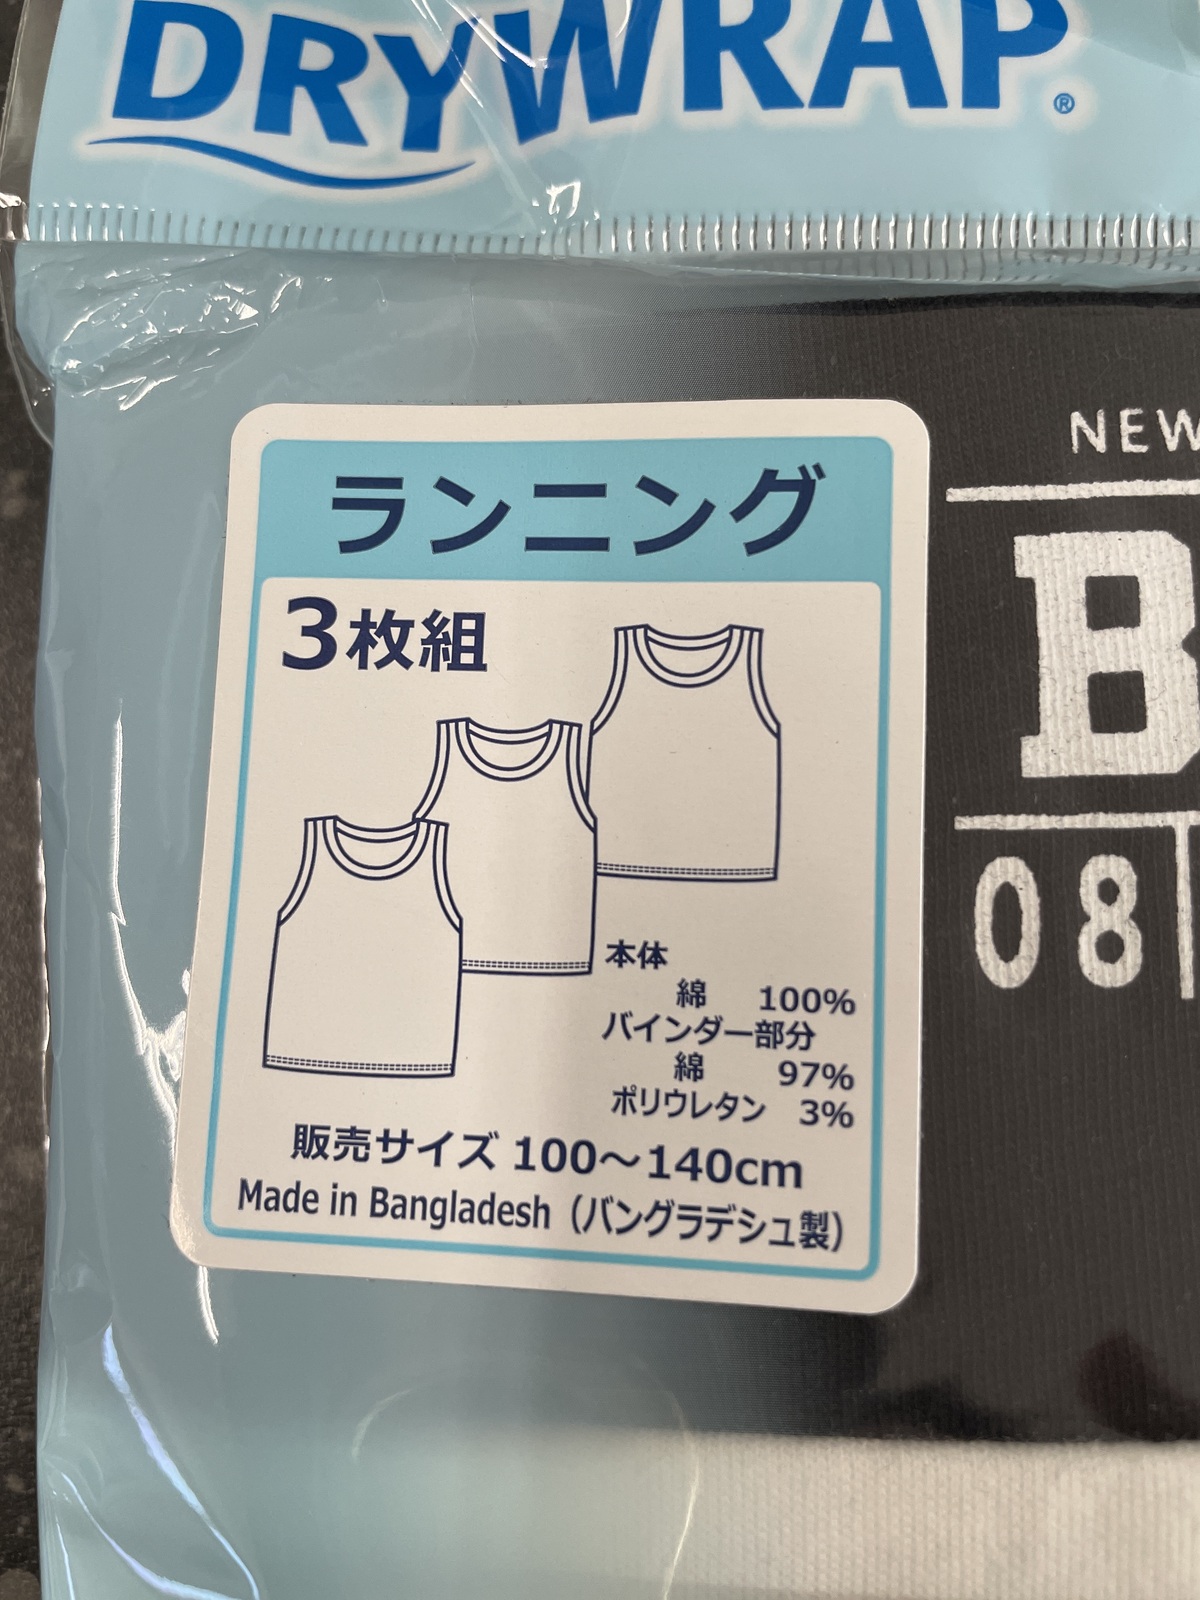 DRYWRAP®
ランニング
3枚組
本体
綿 100%
バインダー部分
綿 97%
ポリウレタン 3%
販売サイズ 100～140cm
Made in Bangladesh（バングラデシュ製）
NEW
B
08